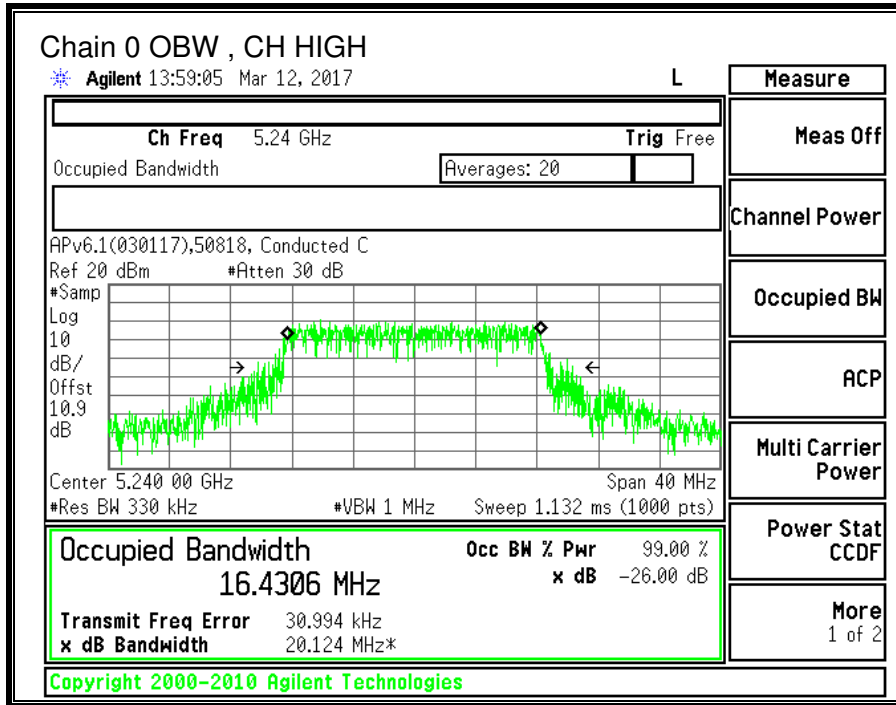 Chain 0 OBW , CH HIGH
Agilent 13:59:05 Mar 12, 2017 L
Measure
Ch Freq 5.24 GHz Trig Free
Meas Off
Occupied Bandwidth Averages: 20
Channel Power
APv6.1(030117),50818, Conducted C
Ref 20 dBm #Atten 30 dB
#Samp
Log
10
dB/
Offst
10.9
dB
Occupied BW
ACP
Center 5.240 00 GHz Span 40 MHz
#Res BW 330 kHz #VBW 1 MHz Sweep 1.132 ms (1000 pts)
Multi Carrier
Power
Occupied Bandwidth Occ BW % Pwr 99.00 %
16.4306 MHz x dB -26.00 dB
Power Stat
CCDF
Transmit Freq Error 30.994 kHz
x dB Bandwidth 20.124 MHz*
More
1 of 2
Copyright 2000-2010 Agilent Technologies